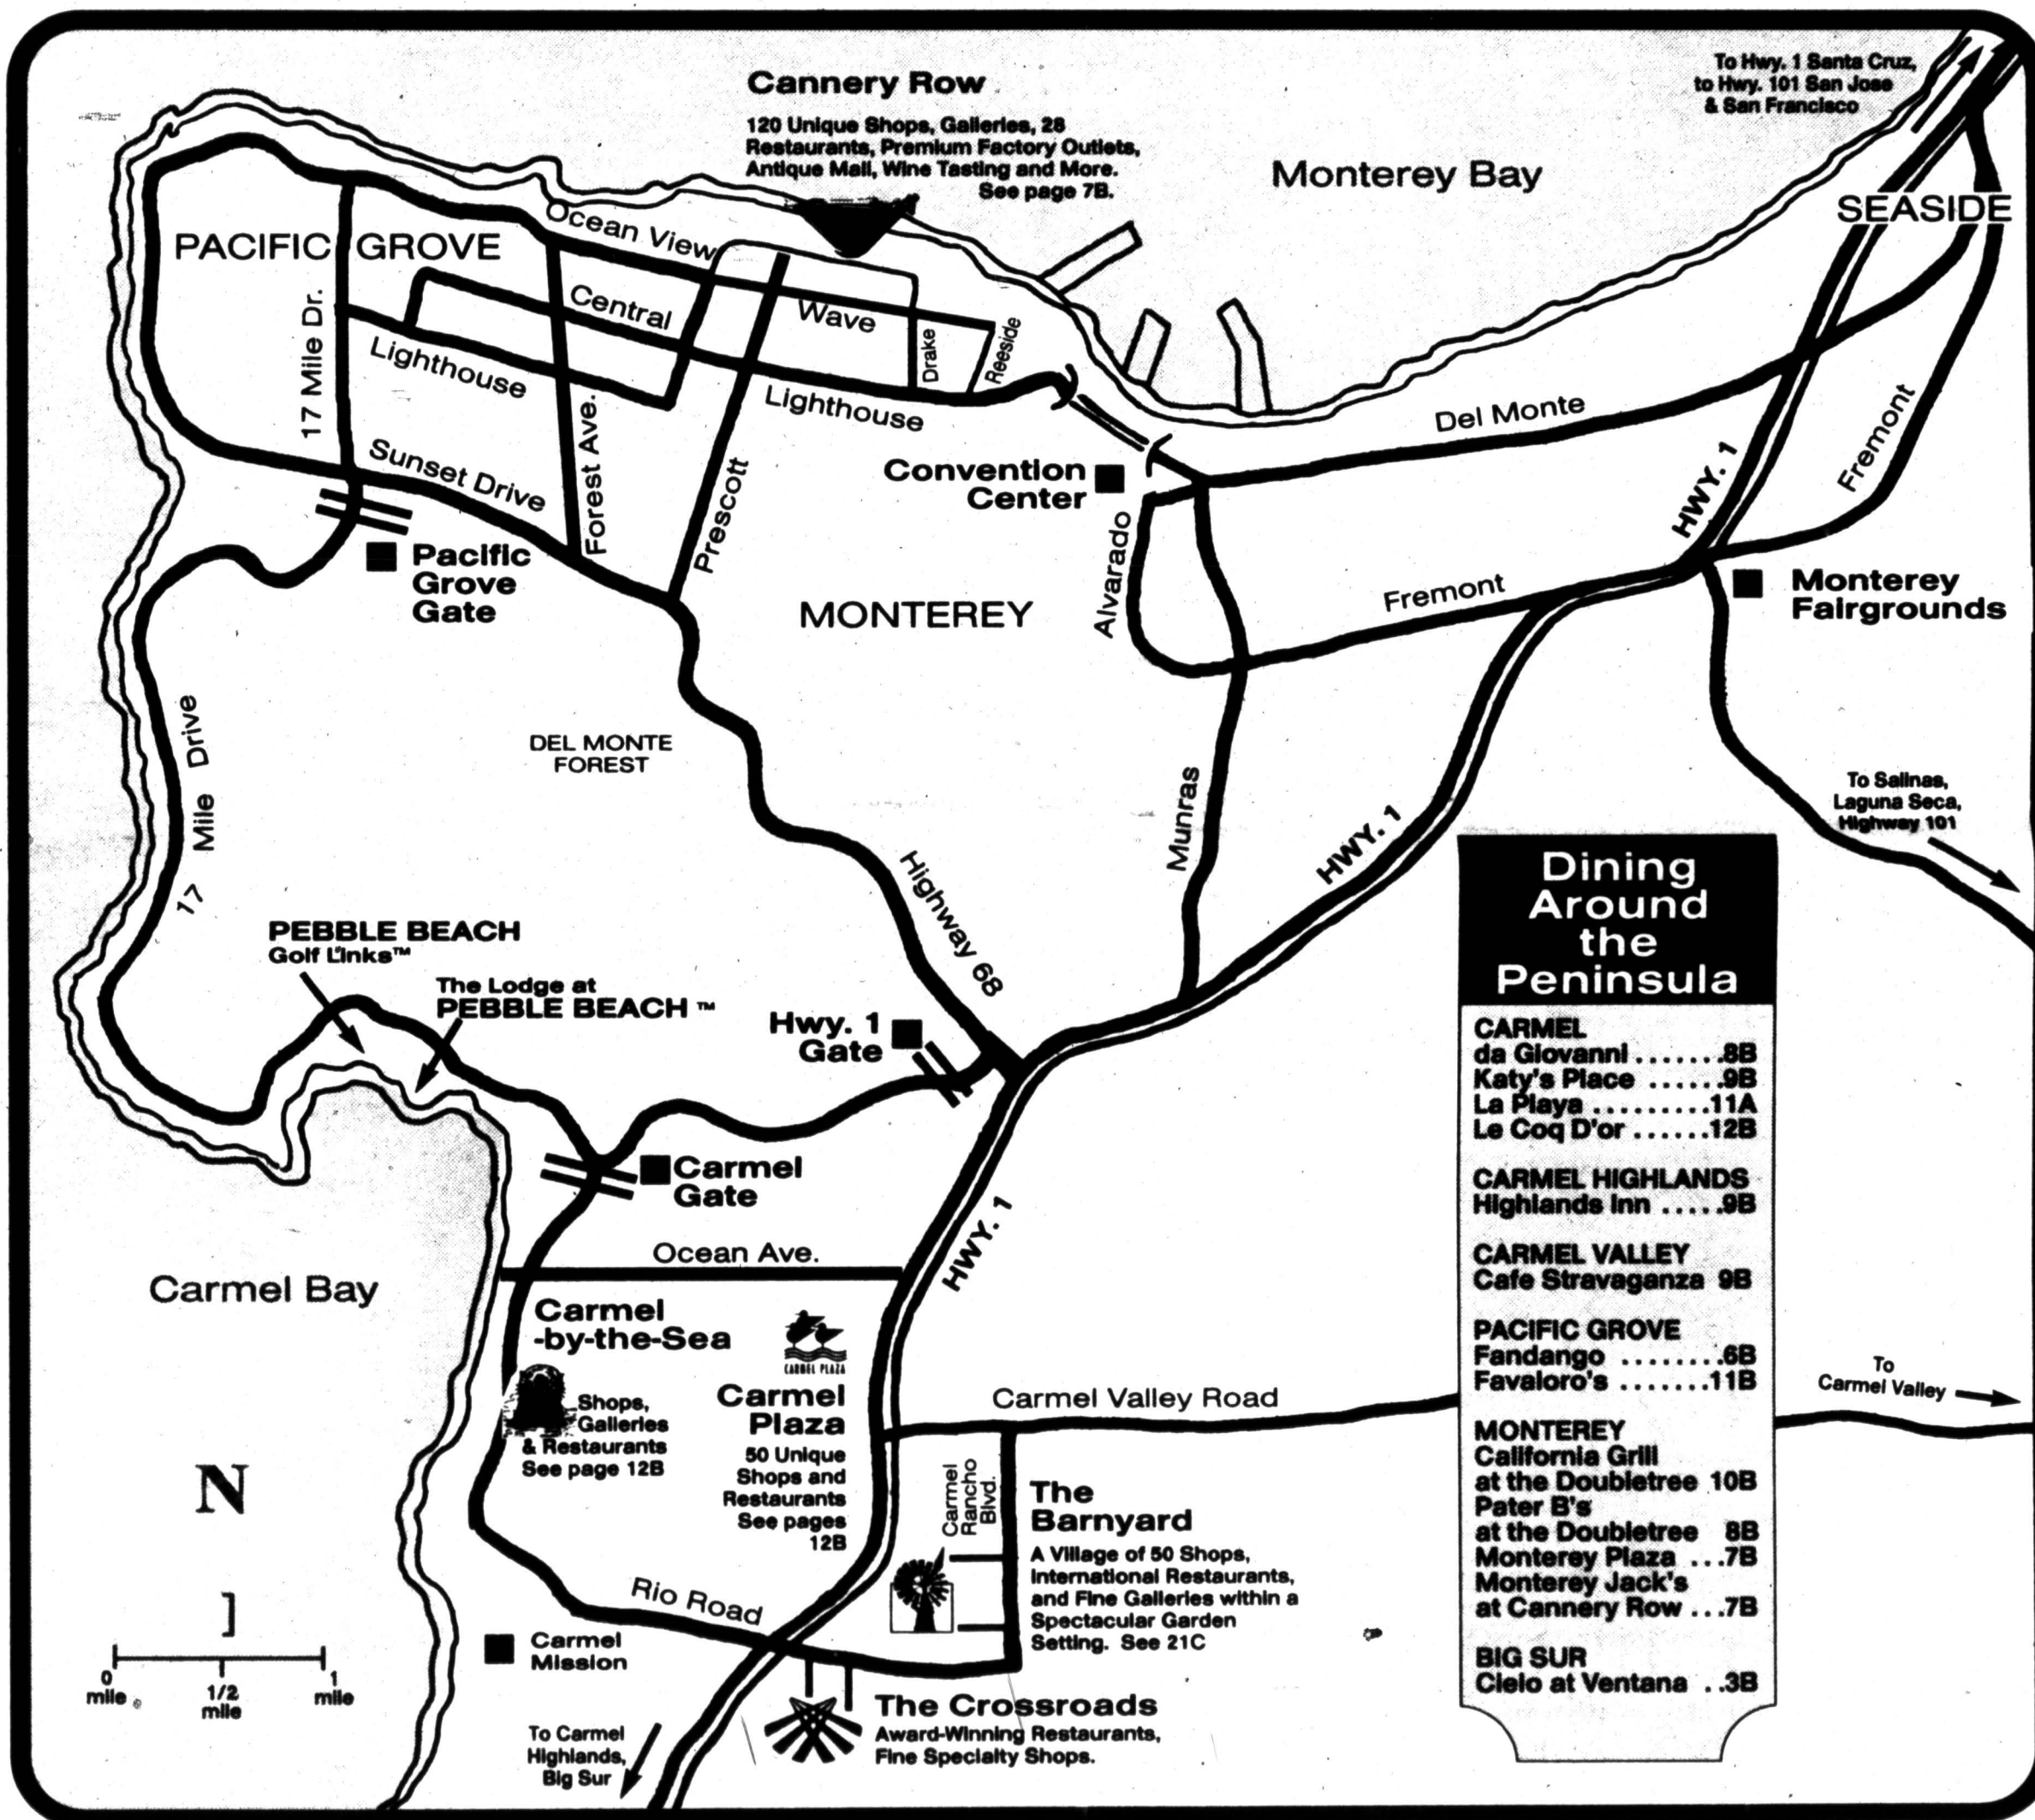 To Hwy. 1 Santa Cruz,
to Hwy. 101 San Jose
& San Francisco
Cannery Row
120 Unique Shops, Galleries, 28
Restaurants, Premium Factory Outlets,
Antique Mall, Wine Tasting and More.
See page 7B.
Monterey Bay
SEASIDE
PACIFIC GROVE
Ocean View
17 Mile Dr.
Central
Wave
Drake
Reeside
Lighthouse
Lighthouse
Forest Ave.
Prescott
Sunset Drive
Del Monte
Fremont
HWY. 1
Convention
Center
Alvarado
Pacific
Grove
Gate
MONTEREY
Fremont
Monterey
Fairgrounds
17 Mile Drive
DEL MONTE
FOREST
Munras
HWY. 1
To Salinas,
Laguna Seca,
Highway 101
Highway 68
PEBBLE BEACH
Golf Links™
The Lodge at
PEBBLE BEACH ™
Hwy. 1
Gate
Carmel
Gate
Ocean Ave.
HWY. 1
Carmel Bay
Carmel
-by-the-Sea
Shops,
Galleries
& Restaurants
See page 12B
CARMEL PLAZA
Carmel
Plaza
50 Unique
Shops and
Restaurants
See pages
12B
Carmel Valley Road
To
Carmel Valley
Carmel
Rancho
Blvd.
The
Barnyard
A Village of 50 Shops,
International Restaurants,
and Fine Galleries within a
Spectacular Garden
Setting. See 21C
Rio Road
Carmel
Mission
The Crossroads
Award-Winning Restaurants,
Fine Specialty Shops.
To Carmel
Highlands,
Big Sur
N
]
0
mile
1/2
mile
1
mile
Dining
Around
the
Peninsula
CARMEL
da Giovanni.......8B
Katy's Place ......9B
La Playa .........11A
Le Coq D'or ......12B
CARMEL HIGHLANDS
Highlands Inn .....9B
CARMEL VALLEY
Cafe Stravaganza 9B
PACIFIC GROVE
Fandango ........6B
Favaloro's .......11B
MONTEREY
California Grill
at the Doubletree 10B
Pater B's
at the Doubletree 8B
Monterey Plaza ...7B
Monterey Jack's
at Cannery Row ...7B
BIG SUR
Cielo at Ventana ..3B